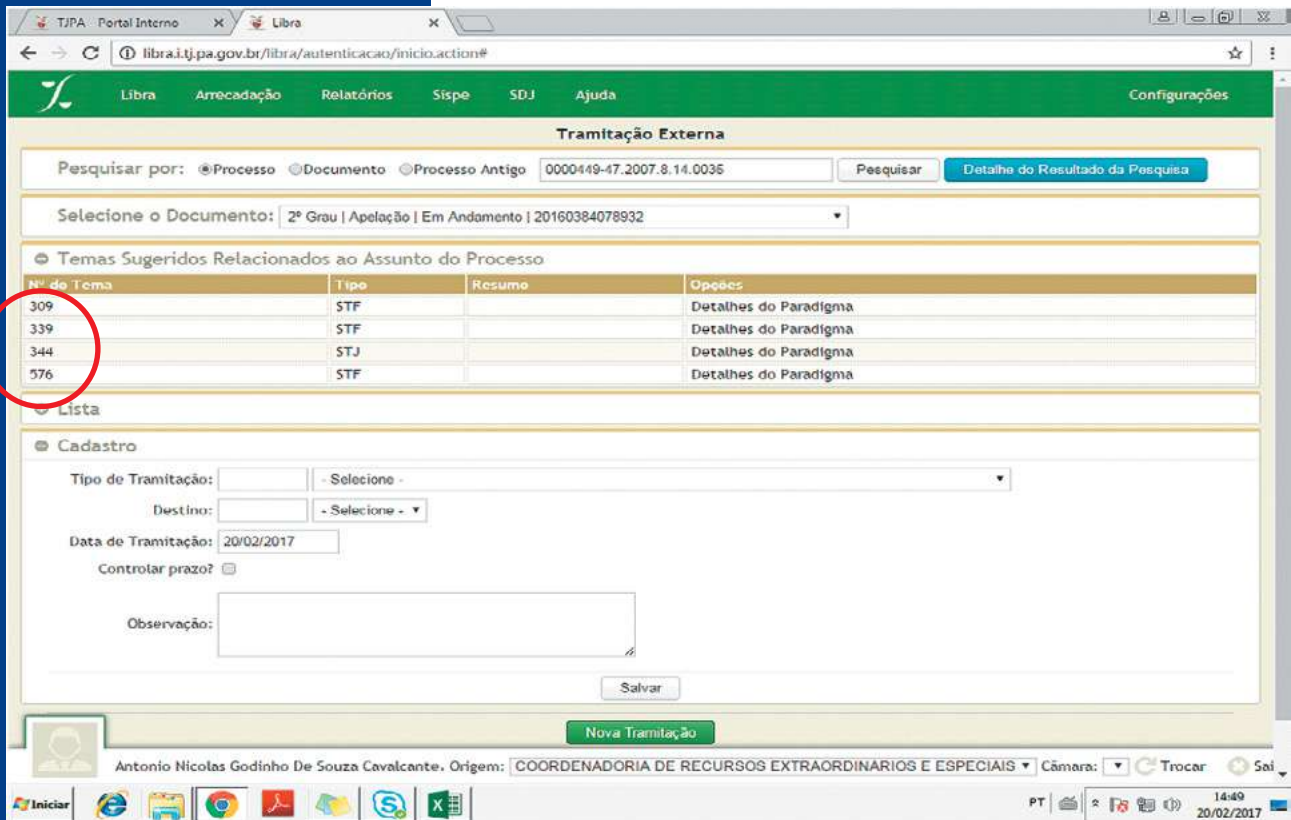 TJPA - Portal Interno
Libra
libra.i.tj.pa.gov.br/libra/autenticacao/inicio.action#
Libra Arrecadação Relatórios Sispe SDJ Ajuda Configurações
Tramitação Externa
Pesquisar por: Processo Documento Processo Antigo 0000449-47.2007.8.14.0035 Pesquisar Detalhe do Resultado da Pesquisa
Selecione o Documento: 2º Grau | Apelação | Em Andamento | 20160384078932
Temas Sugeridos Relacionados ao Assunto do Processo
Nº do Tema Tipo Resumo Opções
309 STF Detalhes do Paradigma
339 STF Detalhes do Paradigma
344 STJ Detalhes do Paradigma
576 STF Detalhes do Paradigma
Lista
Cadastro
Tipo de Tramitação: - Selecione -
Destino: - Selecione -
Data de Tramitação: 20/02/2017
Controlar prazo?
Observação:
Salvar
Nova Tramitação
Antonio Nicolas Godinho De Souza Cavalcante. Origem: COORDENADORIA DE RECURSOS EXTRAORDINARIOS E ESPECIAIS Câmara: Trocar Sai
Iniciar PT 14:49
20/02/2017